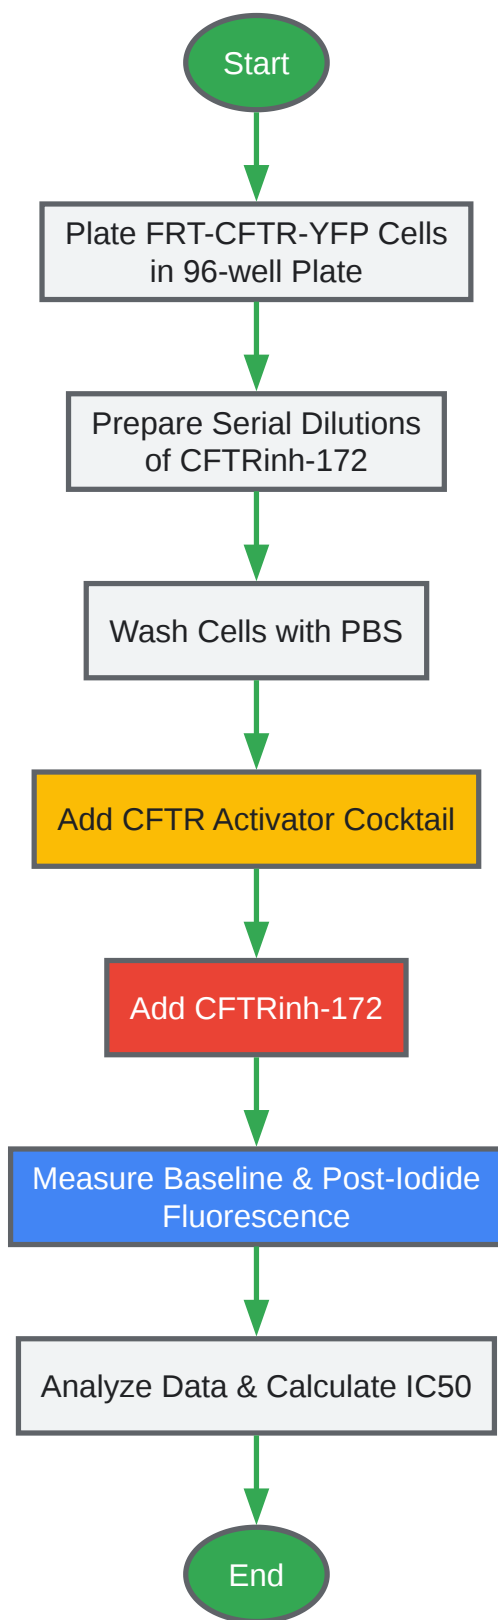 Start
Plate FRT-CFTR-YFP Cells
in 96-well Plate
Prepare Serial Dilutions
of CFTRinh-172
Wash Cells with PBS
Add CFTR Activator Cocktail
Add CFTRinh-172
Measure Baseline & Post-Iodide
Fluorescence
Analyze Data & Calculate IC50
End